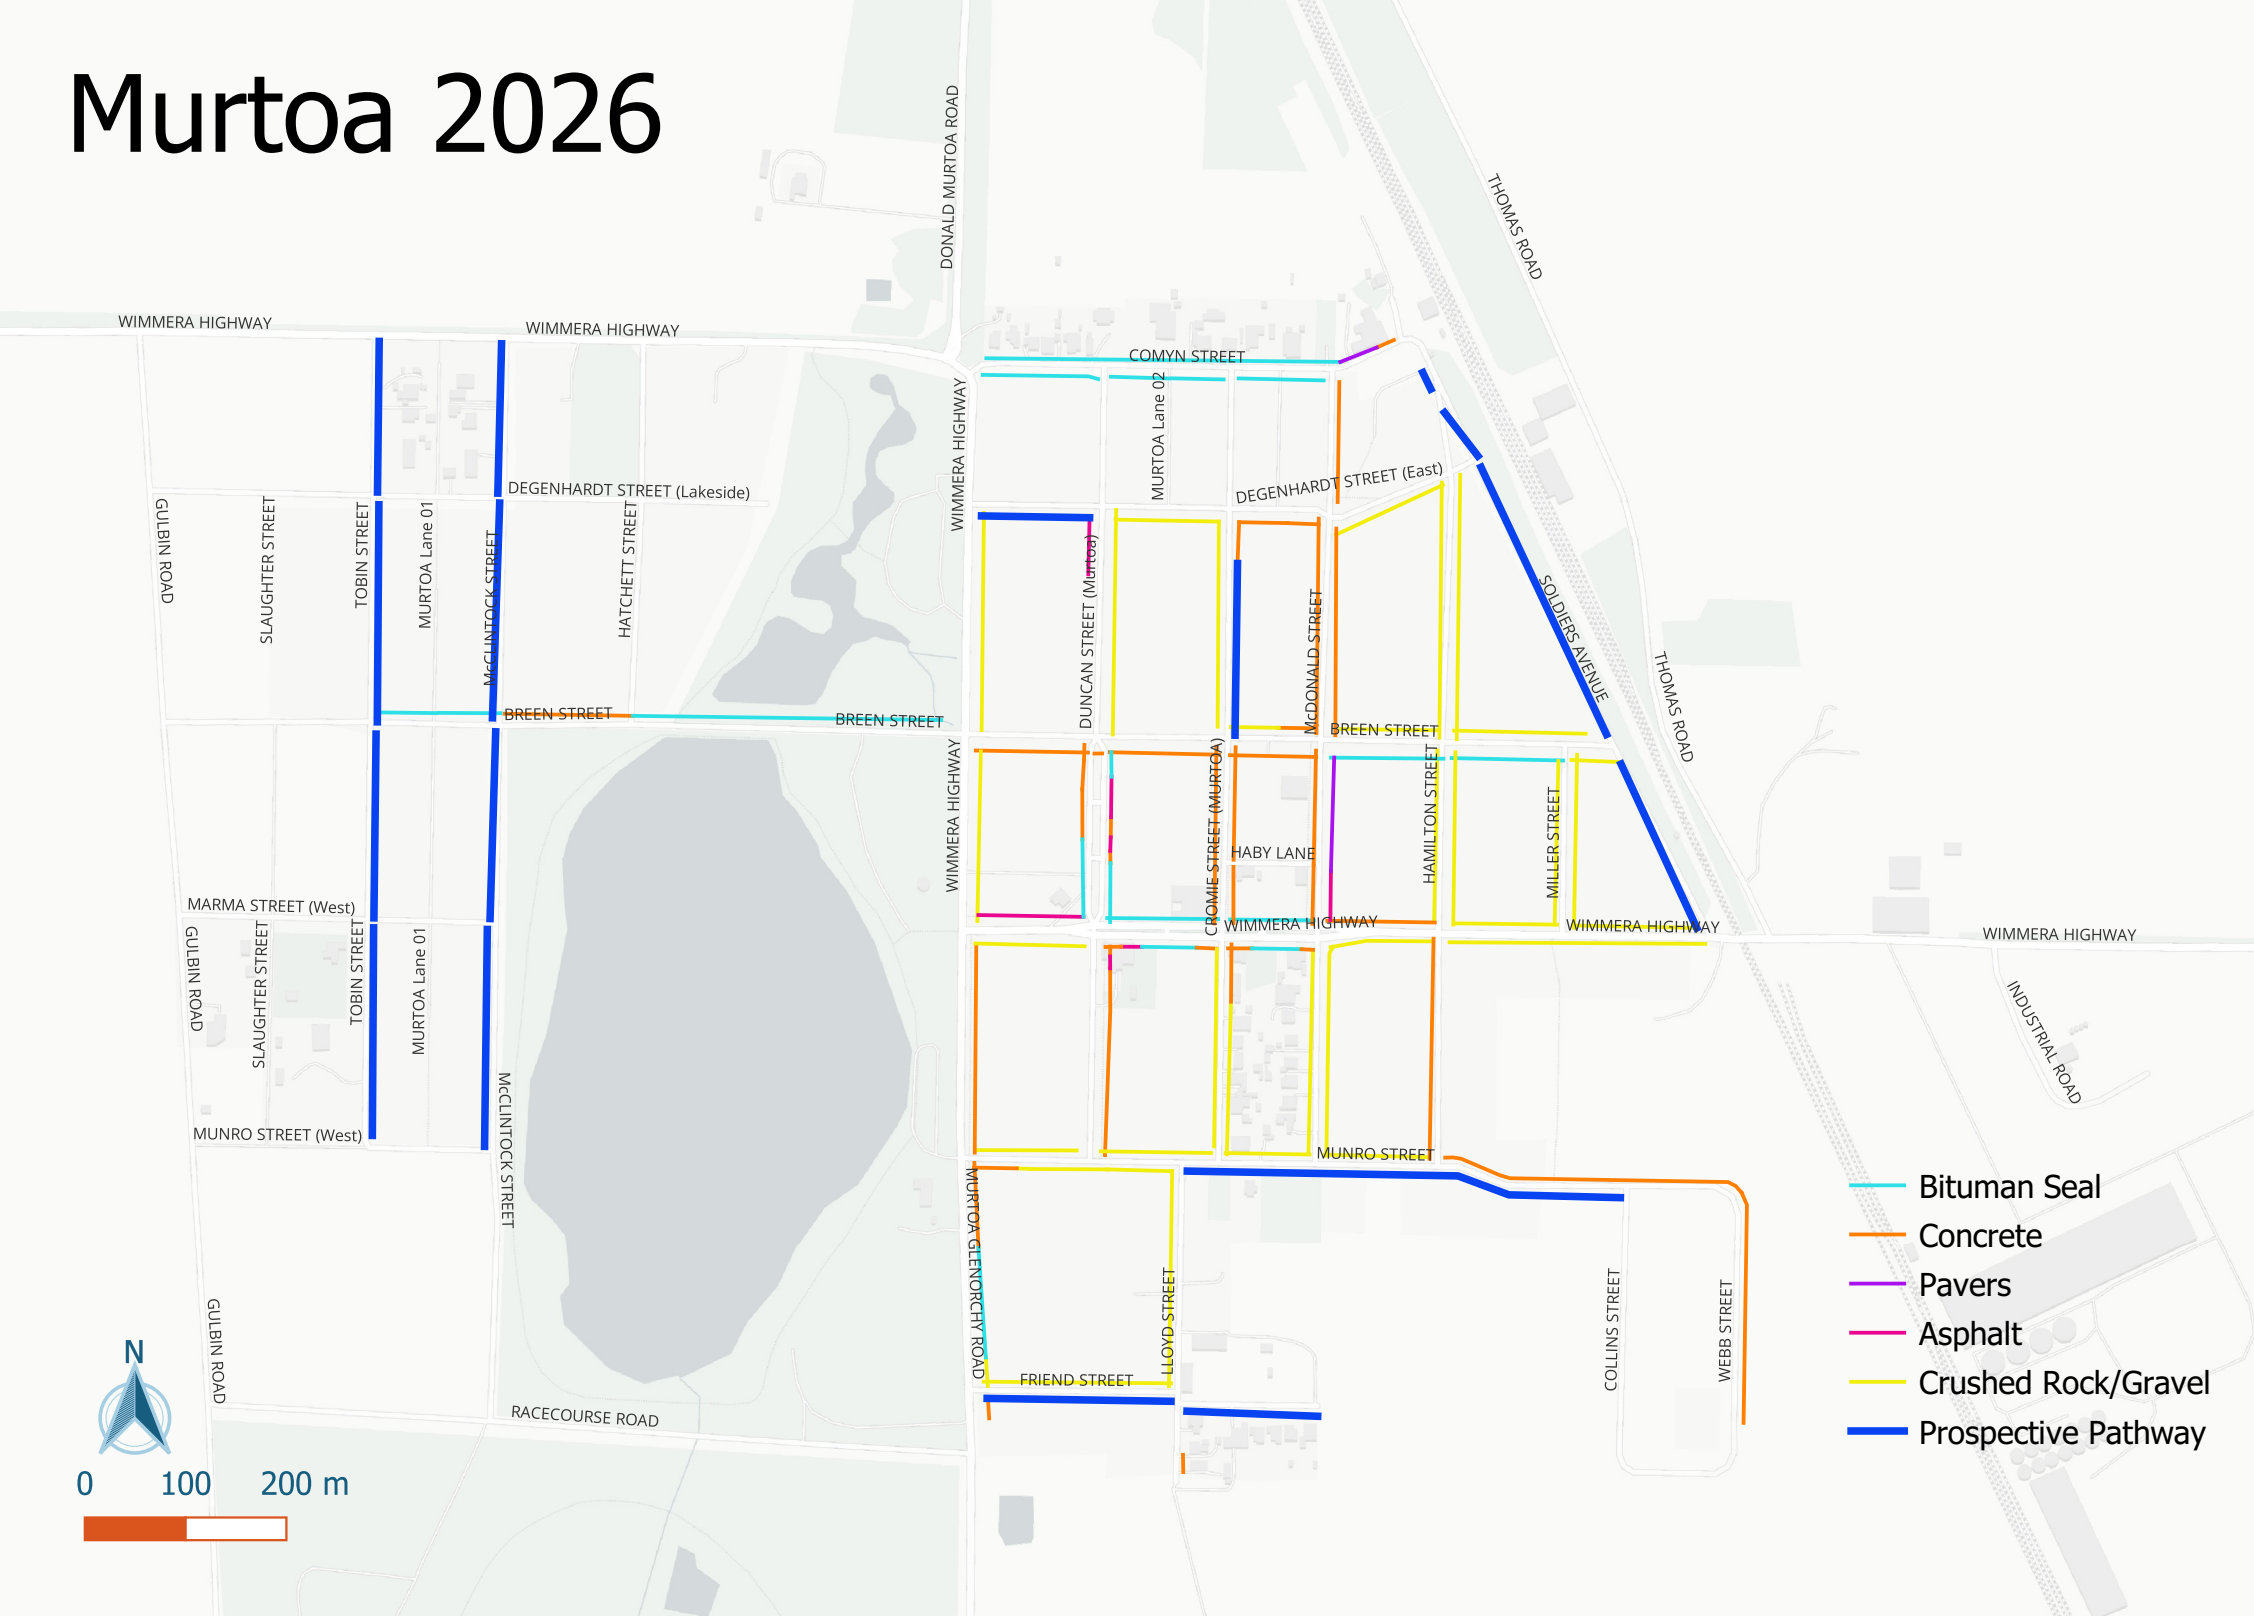 Murtoa 2026
DONALD MURTOA ROAD
THOMAS ROAD
WIMMERA HIGHWAY
WIMMERA HIGHWAY
COMYN STREET
WIMMERA HIGHWAY
MURTOA Lane 02
DEGENHARDT STREET (East)
DEGENHARDT STREET (Lakeside)
GULBIN ROAD
SLAUGHTER STREET
TOBIN STREET
MURTOA Lane 01
McCLINTOCK STREET
HATCHETT STREET
DUNCAN STREET (Murtoa)
McDONALD STREET
SOLDIERS AVENUE
THOMAS ROAD
BREEN STREET
BREEN STREET
BREEN STREET
WIMMERA HIGHWAY
CROMIE STREET (MURTOA)
HAMILTON STREET
MILLER STREET
HABY LANE
MARMA STREET (West)
WIMMERA HIGHWAY
WIMMERA HIGHWAY
WIMMERA HIGHWAY
GULBIN ROAD
SLAUGHTER STREET
TOBIN STREET
MURTOA Lane 01
INDUSTRIAL ROAD
MUNRO STREET (West)
McCLINTOCK STREET
MUNRO STREET
MURTOA GLENORCHY ROAD
LLOYD STREET
COLLINS STREET
WEBB STREET
GULBIN ROAD
FRIEND STREET
RACECOURSE ROAD
Bituman Seal
Concrete
Pavers
Asphalt
Crushed Rock/Gravel
Prospective Pathway
N
0 100 200 m